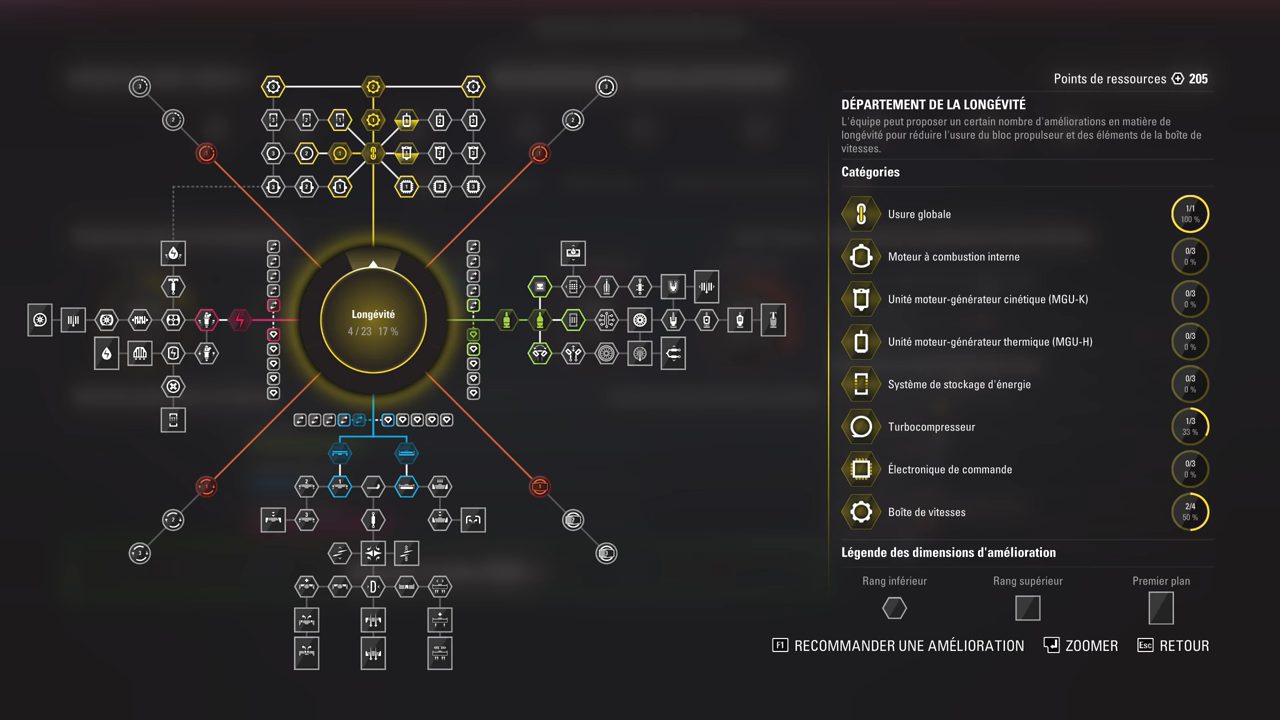 Points de ressources 205
DÉPARTEMENT DE LA LONGÉVITÉ
L'équipe peut proposer un certain nombre d'améliorations en matière de
longévité pour réduire l'usure du bloc propulseur et des éléments de la boîte de
vitesses.
Catégories
Usure globale
1/1
100 %
Moteur à combustion interne
0/3
0 %
Unité moteur-générateur cinétique (MGU-K)
0/3
0 %
Unité moteur-générateur thermique (MGU-H)
0/3
0 %
Système de stockage d'énergie
0/3
0 %
Turbocompresseur
1/3
33 %
Électronique de commande
0/3
0 %
Boîte de vitesses
2/4
50 %
Longévité
4 / 23 17 %
Légende des dimensions d'amélioration
Rang inférieur
Rang supérieur
Premier plan
F1 RECOMMANDER UNE AMÉLIORATION
ZOOMER
Esc RETOUR